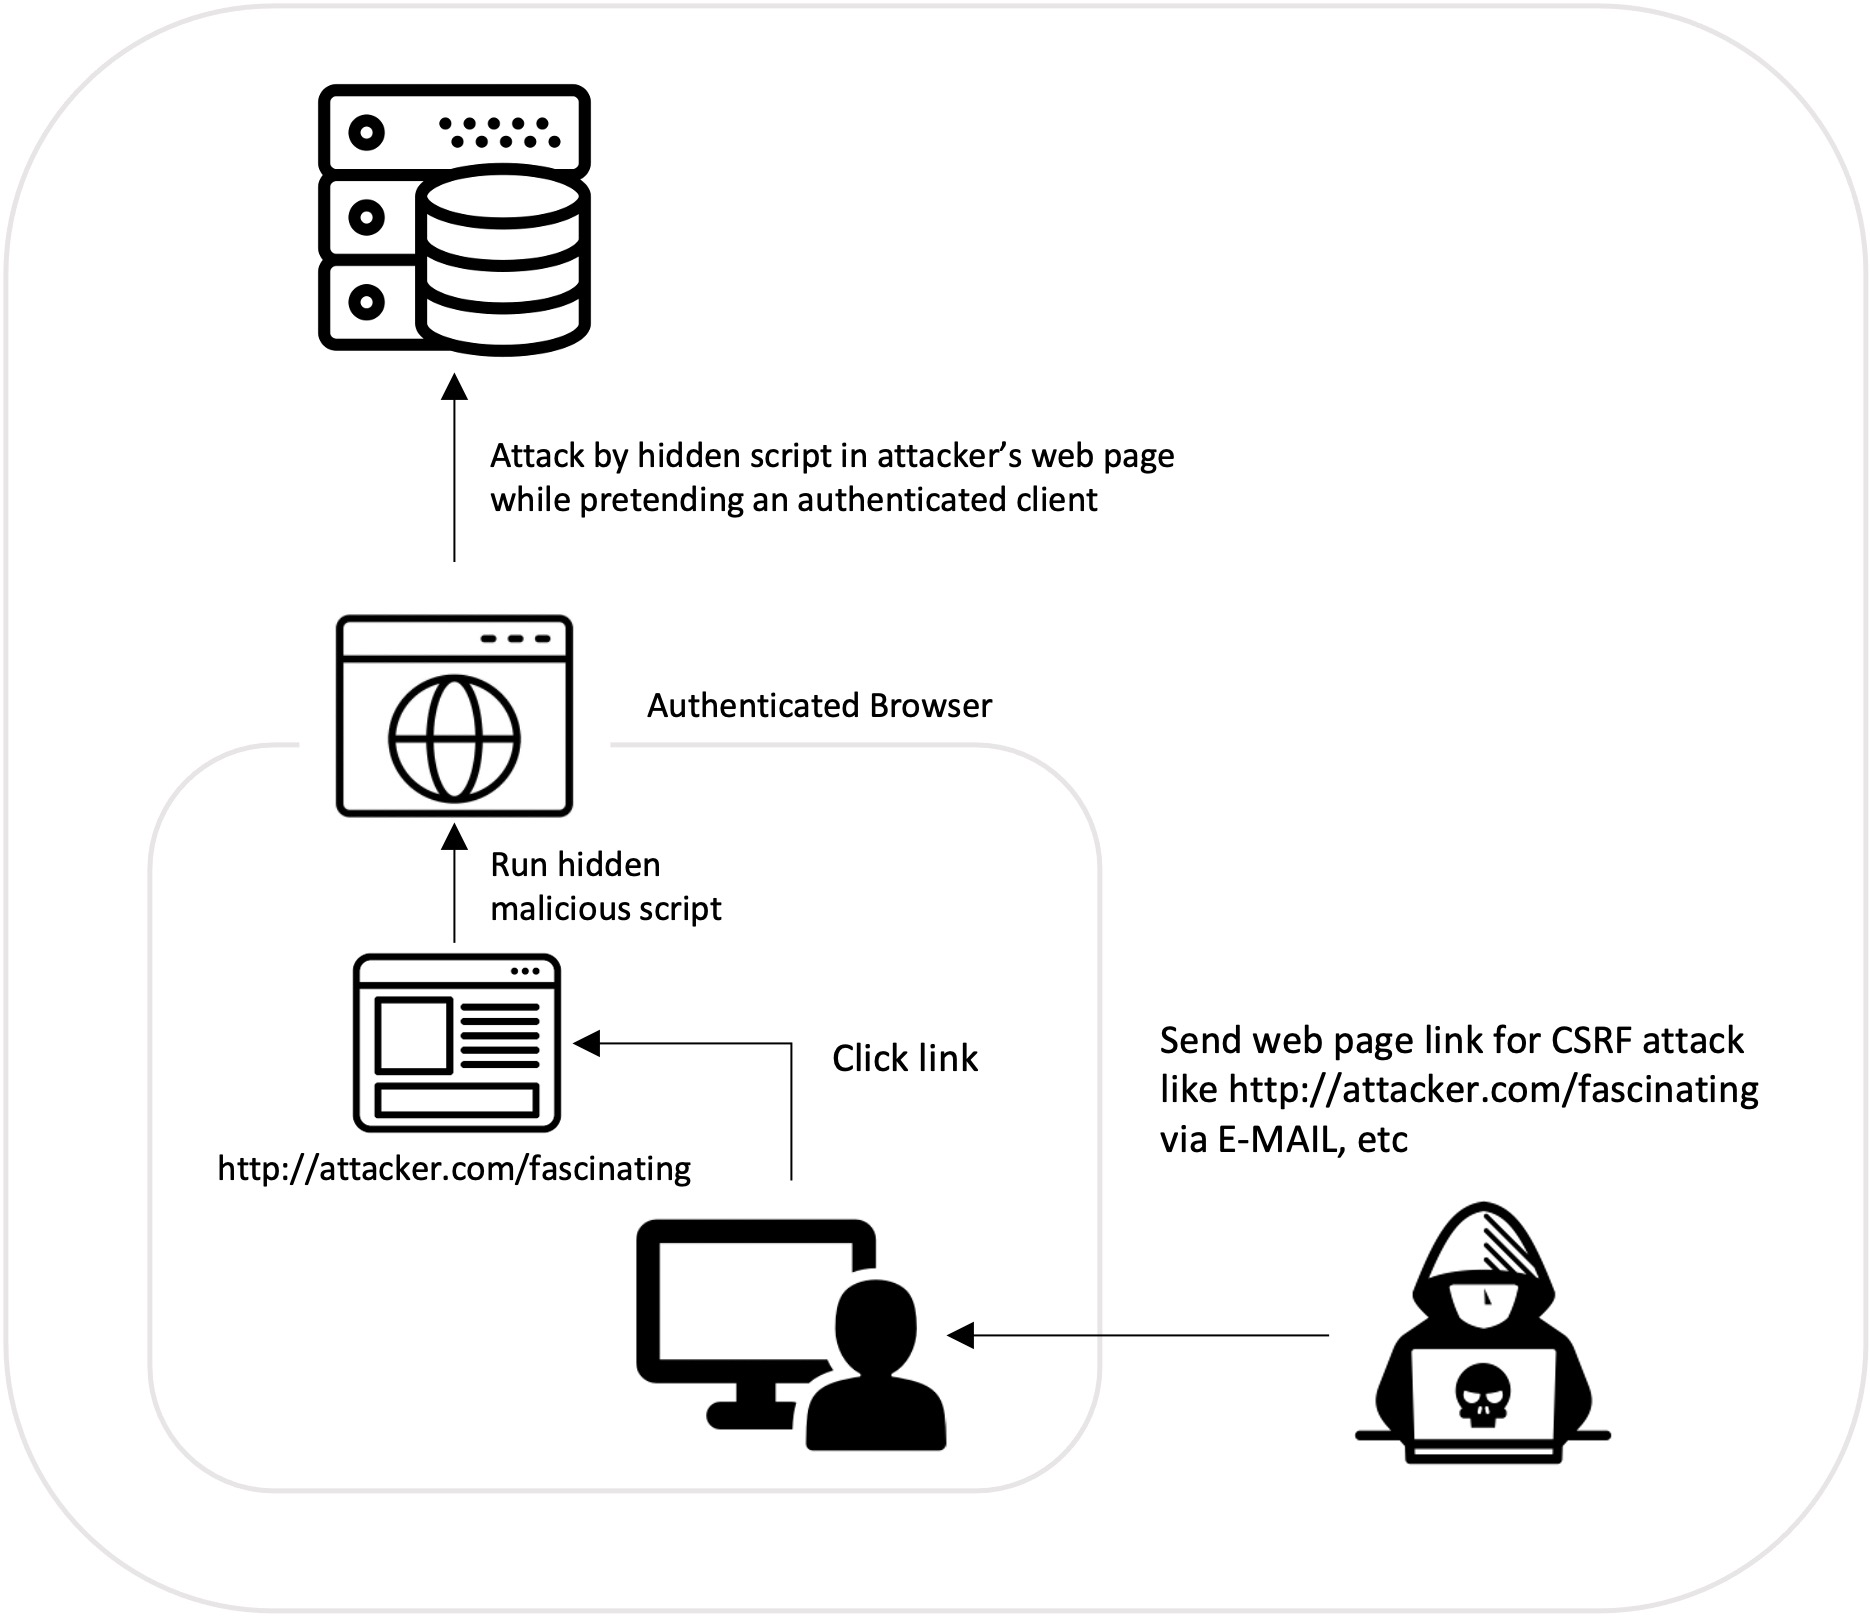 Attack by hidden script in attacker’s web page
while pretending an authenticated client
Authenticated Browser
Run hidden
malicious script
Click link
http://attacker.com/fascinating
Send web page link for CSRF attack
like http://attacker.com/fascinating
via E-MAIL, etc